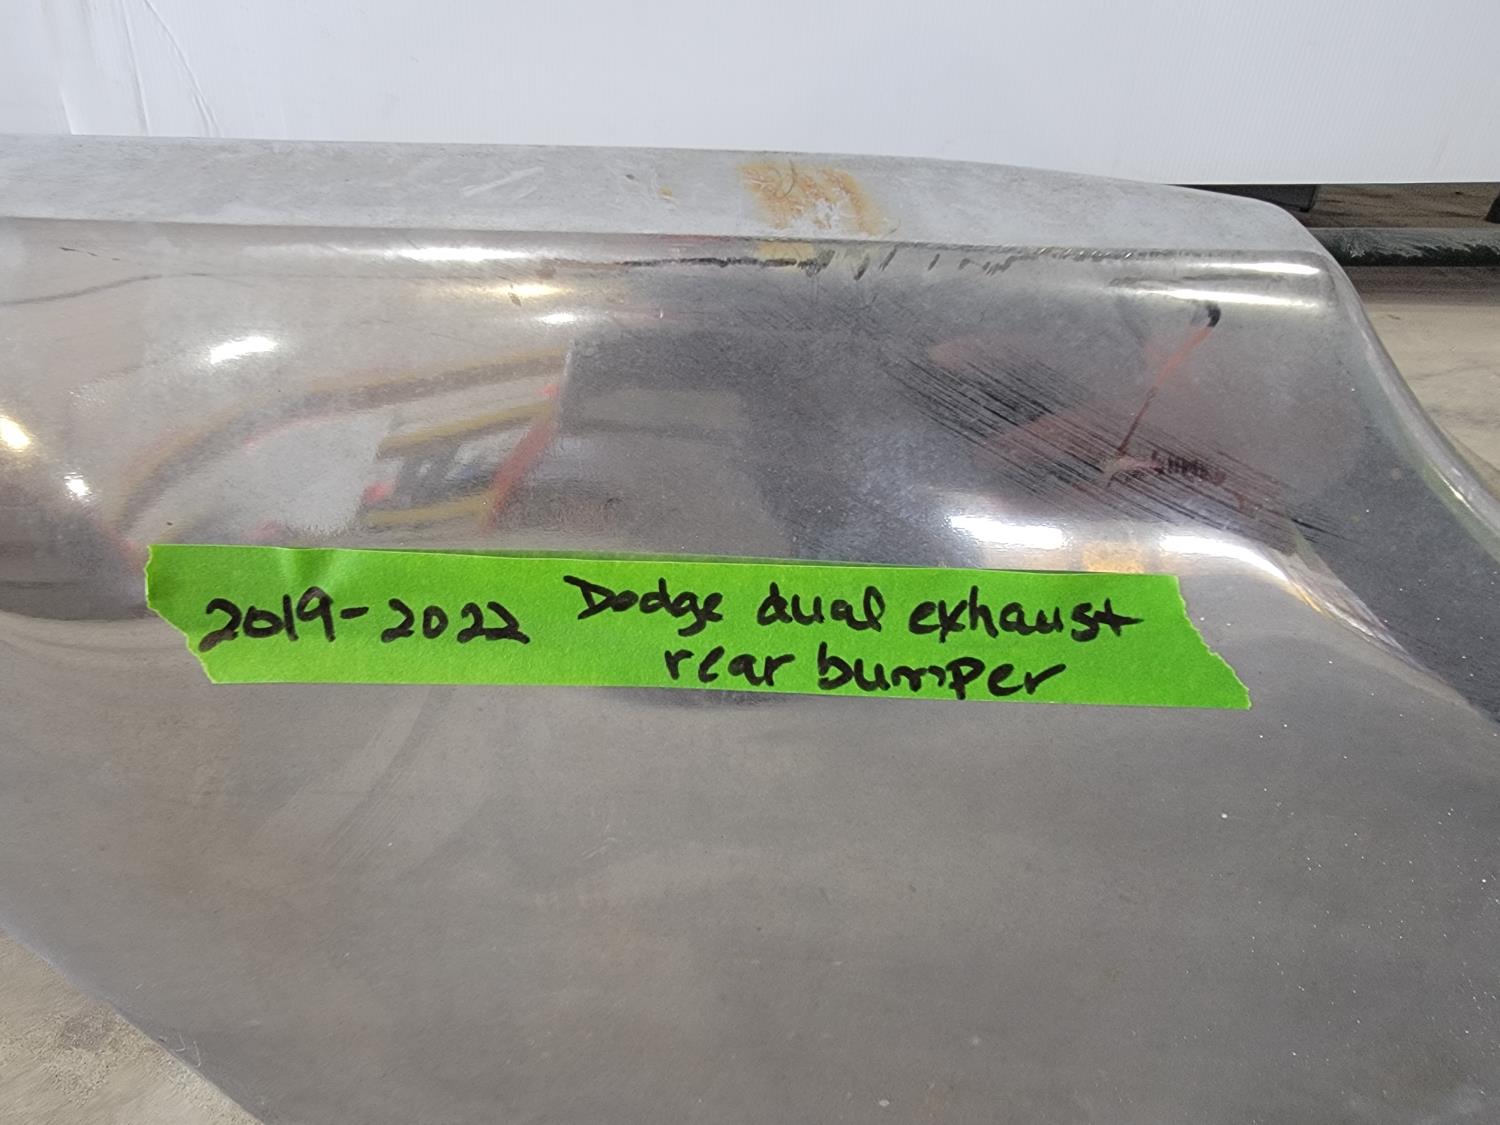 2019-2022 Dodge dual exhaust
rear bumper